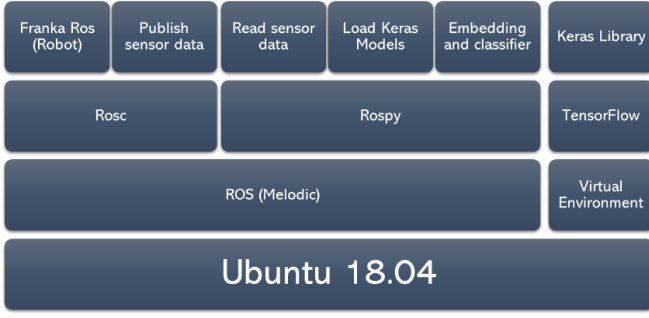 Franka Ros
(Robot)
Publish
sensor data
Read sensor
data
Load Keras
Models
Embedding
and classifier
Keras Library
Rosc
Rospy
TensorFlow
ROS (Melodic)
Virtual
Environment
Ubuntu 18.04